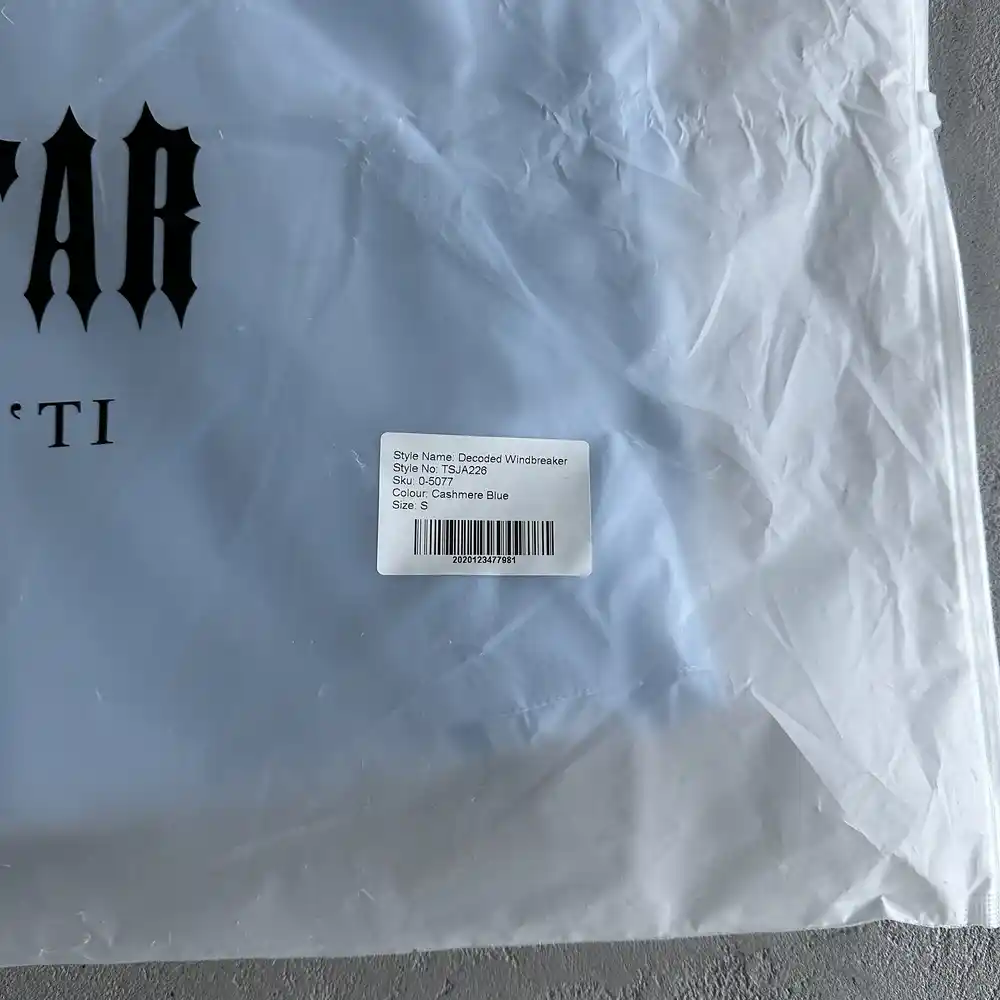 TAR
'TI
Style Name: Decoded Windbreaker
Style No: TSJA226
Sku: 0-5077
Colour: Cashmere Blue
Size: S
2020123477981